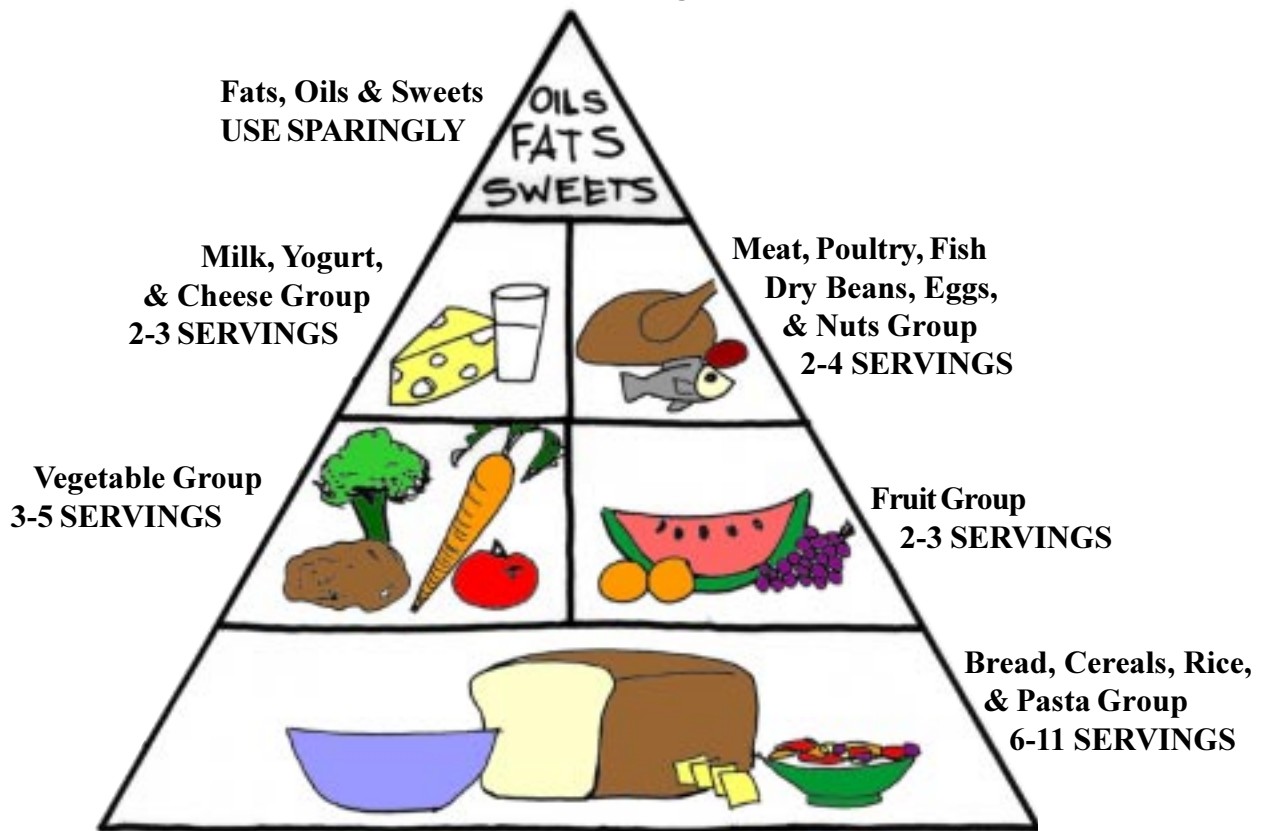 Fats, Oils & Sweets
USE SPARINGLY
OILS
FATS
SWEETS
Milk, Yogurt,
& Cheese Group
2-3 SERVINGS
Meat, Poultry, Fish
Dry Beans, Eggs,
& Nuts Group
2-4 SERVINGS
Vegetable Group
3-5 SERVINGS
Fruit Group
2-3 SERVINGS
Bread, Cereals, Rice,
& Pasta Group
6-11 SERVINGS